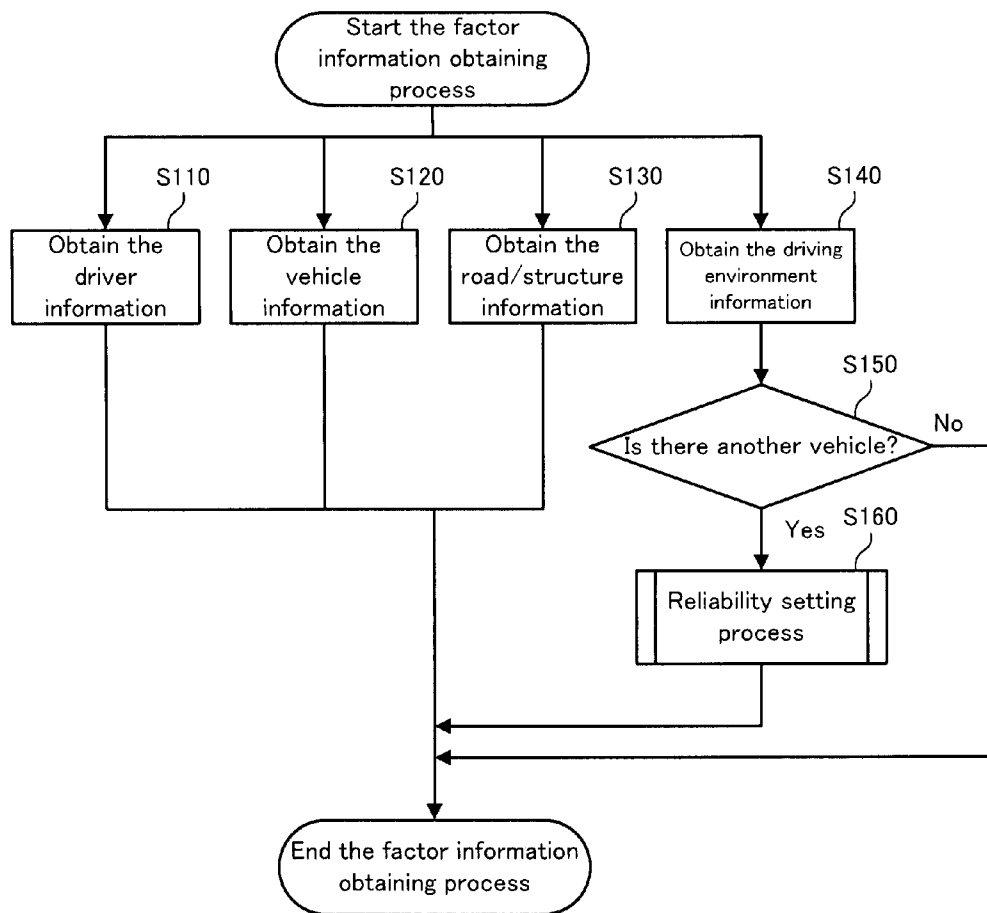 Start the factor
information obtaining
process
S110
S120
S130
S140
Obtain the
driver
information
Obtain the
vehicle
information
Obtain the
road/structure
information
Obtain the driving
environment
information
S150
No
Is there another vehicle?
Yes
S160
Reliability setting
process
End the factor information
obtaining process